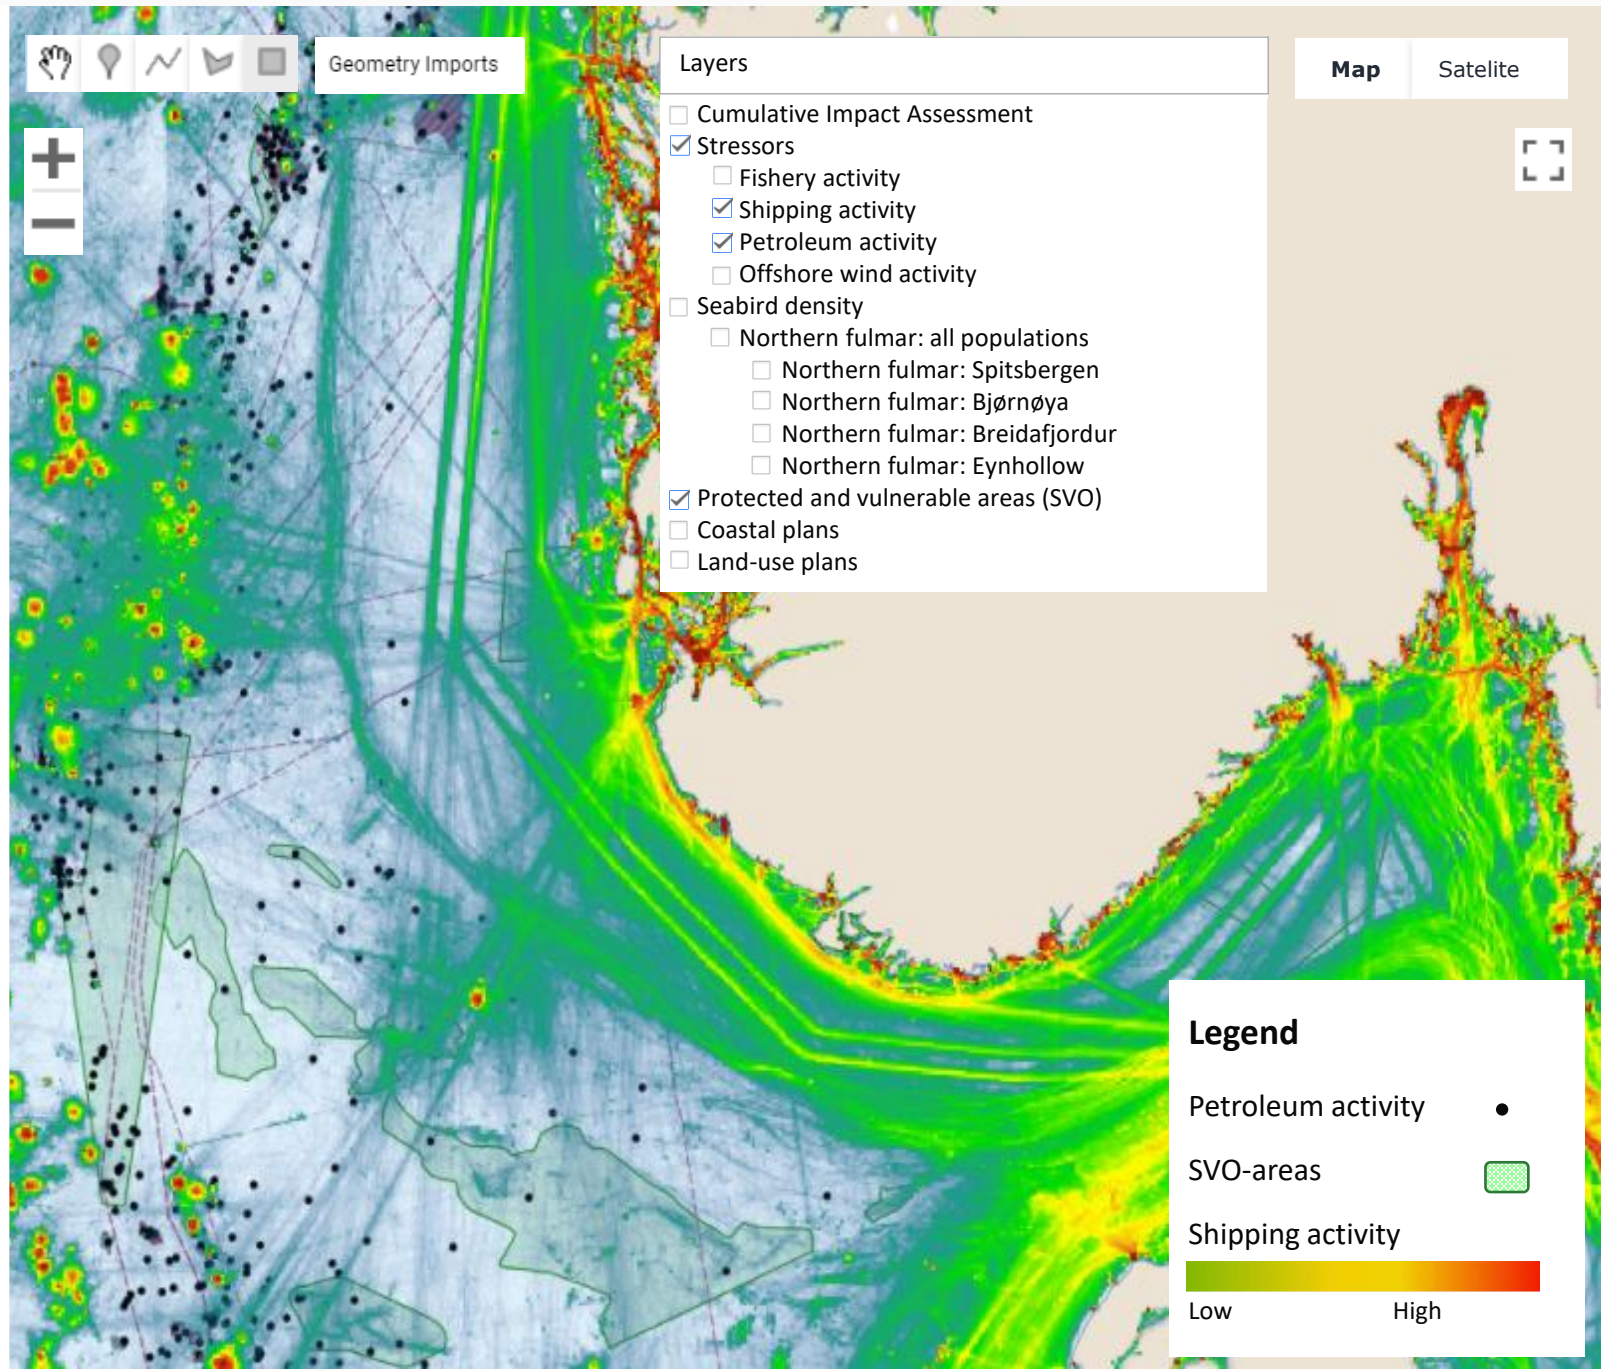 Geometry Imports
Layers
Map
Satelite
Cumulative Impact Assessment
Stressors
Fishery activity
Shipping activity
Petroleum activity
Offshore wind activity
Seabird density
Northern fulmar: all populations
Northern fulmar: Spitsbergen
Northern fulmar: Bjørnøya
Northern fulmar: Breidafjordur
Northern fulmar: Eynhollow
Protected and vulnerable areas (SVO)
Coastal plans
Land-use plans
Legend
Petroleum activity
SVO-areas
Shipping activity
Low
High